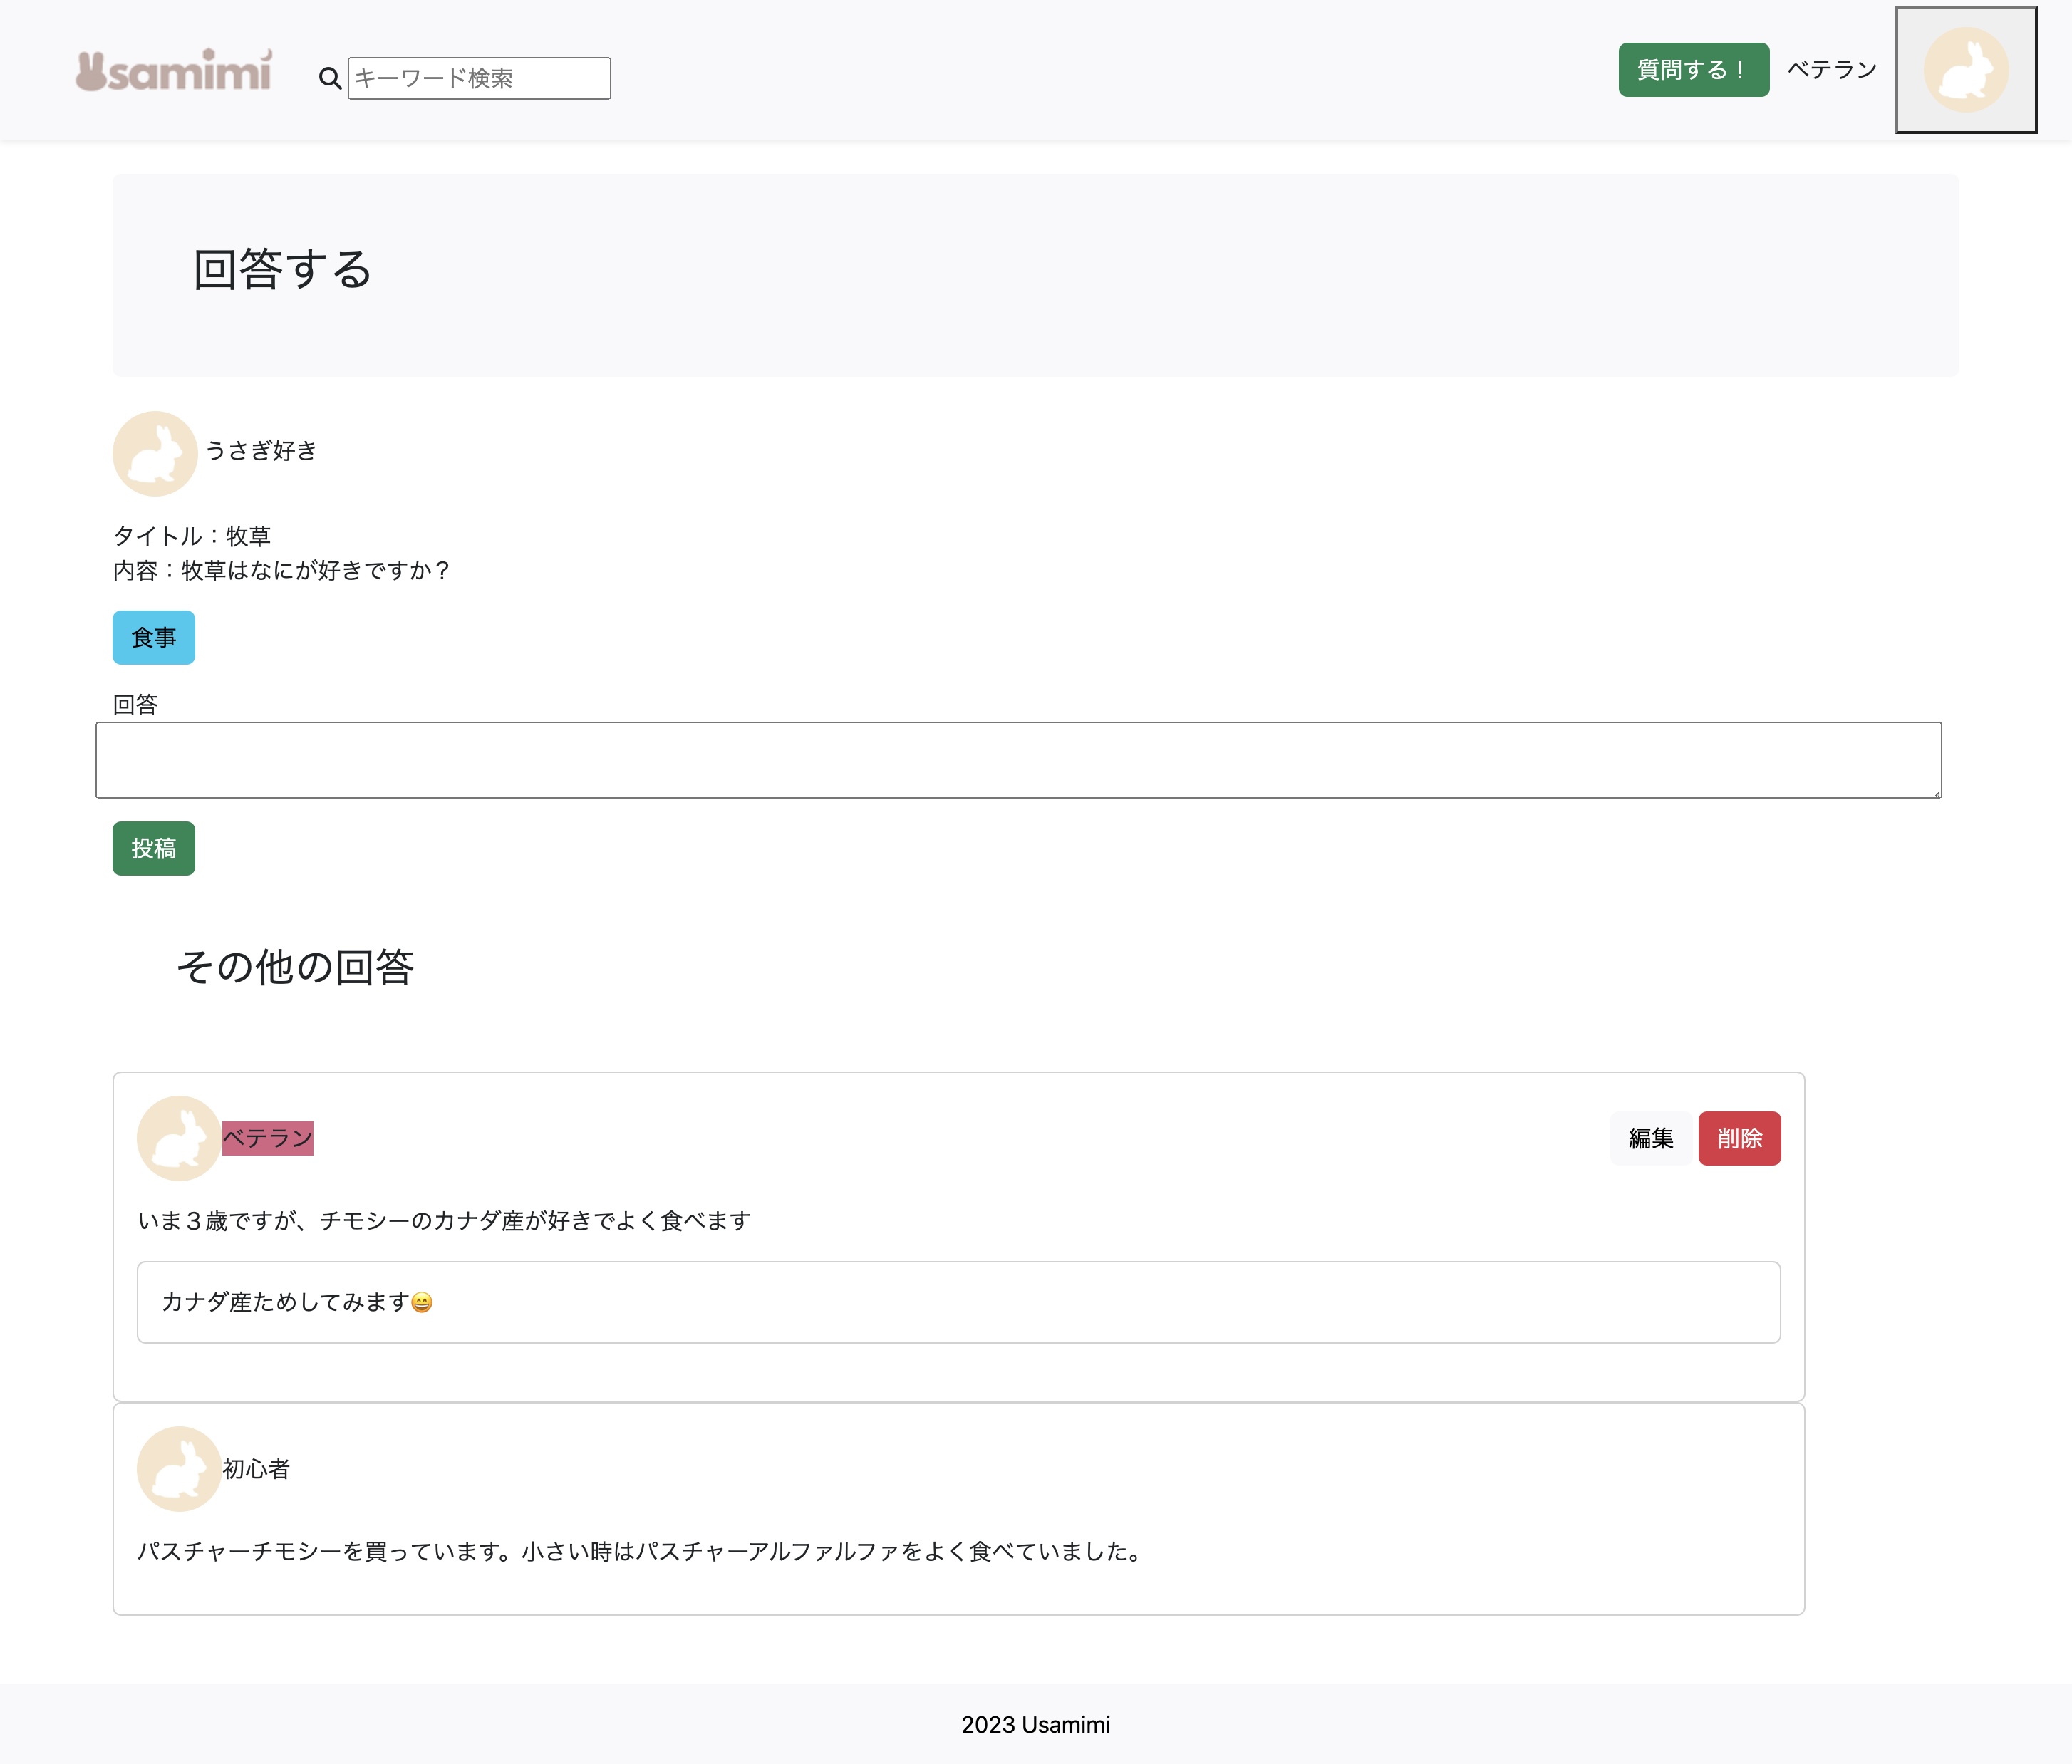 Usamimi
キーワード検索
質問する！
ベテラン
回答する
うさぎ好き
タイトル：牧草
内容：牧草はなにが好きですか？
食事
回答
投稿
その他の回答
ベテラン
編集
削除
いま３歳ですが、チモシーのカナダ産が好きでよく食べます
カナダ産ためしてみます😄
初心者
パスチャーチモシーを買っています。小さい時はパスチャーアルファルファをよく食べていました。
2023 Usamimi